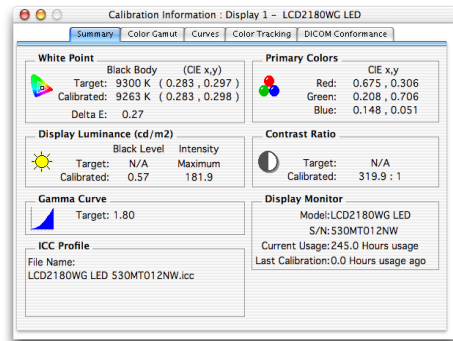 Calibration Information : Display 1 – LCD2180WG LED
Summary Color Gamut Curves Color Tracking DICOM Conformance
White Point
Black Body (CIE x,y)
Target: 9300 K ( 0.283 , 0.297 )
Calibrated: 9263 K ( 0.283 , 0.298 )
Delta E: 0.27
Primary Colors
CIE x,y
Red: 0.675 , 0.306
Green: 0.208 , 0.706
Blue: 0.148 , 0.051
Display Luminance (cd/m2)
Black Level Intensity
Target: N/A Maximum
Calibrated: 0.57 181.9
Contrast Ratio
Target: N/A
Calibrated: 319.9 : 1
Gamma Curve
Target: 1.80
Display Monitor
Model:LCD2180WG LED
S/N:530MT012NW
Current Usage:245.0 Hours usage
Last Calibration:0.0 Hours usage ago
ICC Profile
File Name:
LCD2180WG LED 530MT012NW.icc